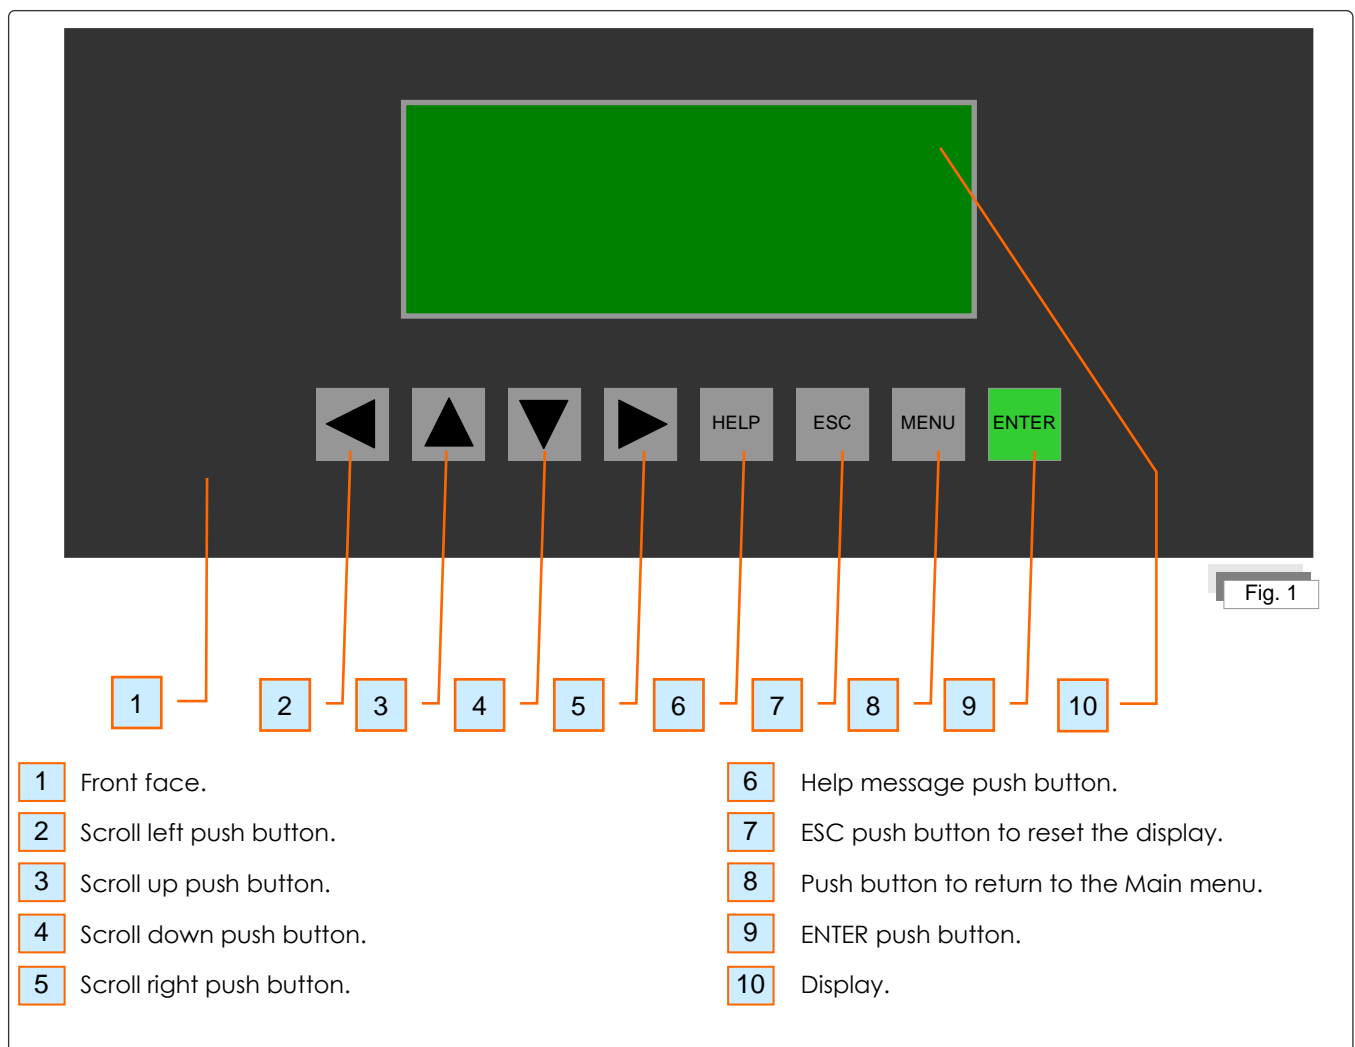 HELP
ESC
MENU
ENTER
Fig. 1
1
2
3
4
5
6
7
8
9
10
1 Front face.
2 Scroll left push button.
3 Scroll up push button.
4 Scroll down push button.
5 Scroll right push button.
6 Help message push button.
7 ESC push button to reset the display.
8 Push button to return to the Main menu.
9 ENTER push button.
10 Display.